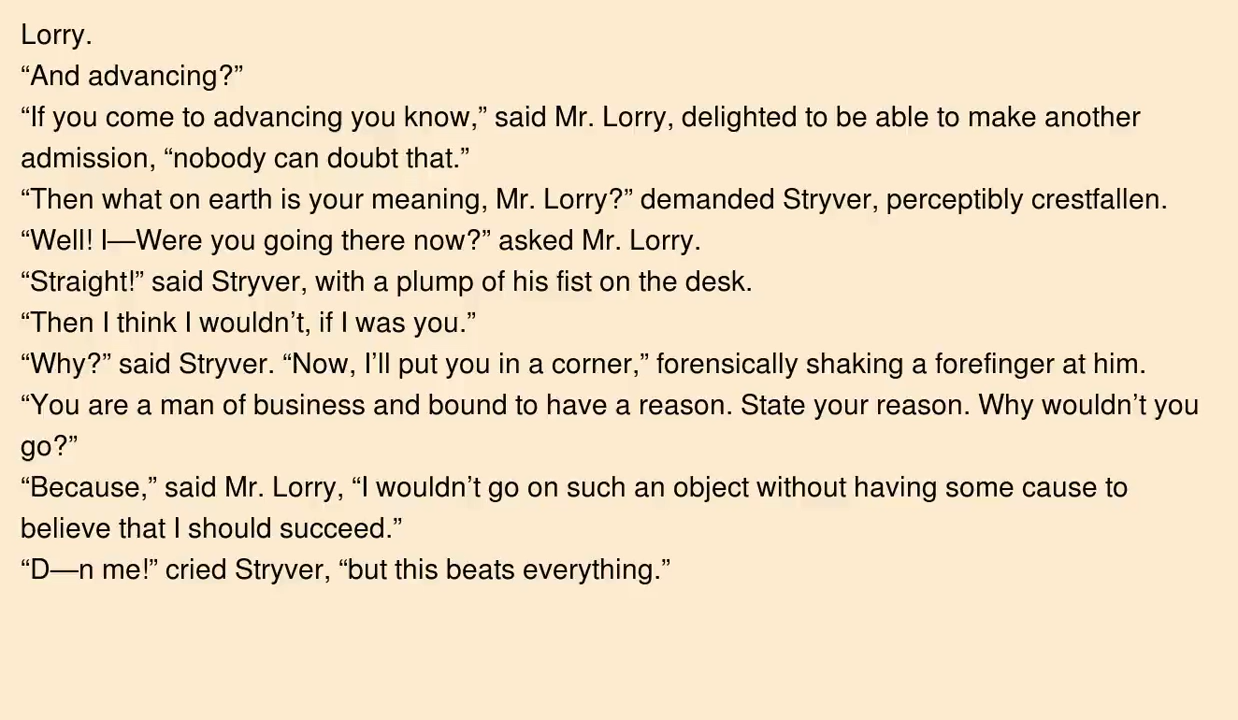 Lorry.
“And advancing?”
“If you come to advancing you know,” said Mr. Lorry, delighted to be able to make another
admission, “nobody can doubt that.”
“Then what on earth is your meaning, Mr. Lorry?” demanded Stryver, perceptibly crestfallen.
“Well! I—Were you going there now?” asked Mr. Lorry.
“Straight!” said Stryver, with a plump of his fist on the desk.
“Then I think I wouldn’t, if I was you.”
“Why?” said Stryver. “Now, I’ll put you in a corner,” forensically shaking a forefinger at him.
“You are a man of business and bound to have a reason. State your reason. Why wouldn’t you
go?”
“Because,” said Mr. Lorry, “I wouldn’t go on such an object without having some cause to
believe that I should succeed.”
“D—n me!” cried Stryver, “but this beats everything.”